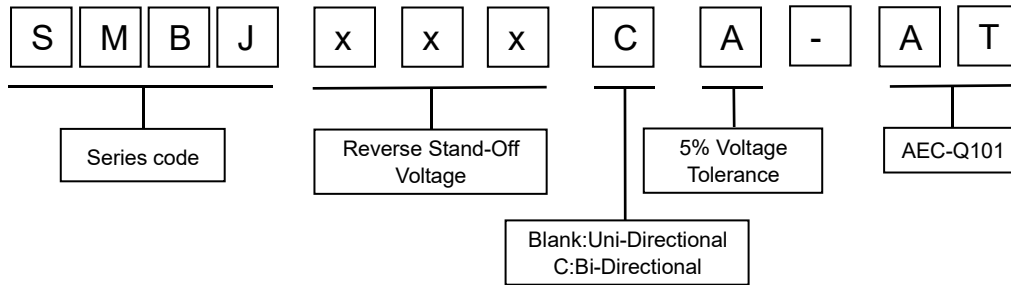 S M B J x x x C A - A T
Series code
Reverse Stand-Off
Voltage
5% Voltage
Tolerance
AEC-Q101
Blank:Uni-Directional
C:Bi-Directional